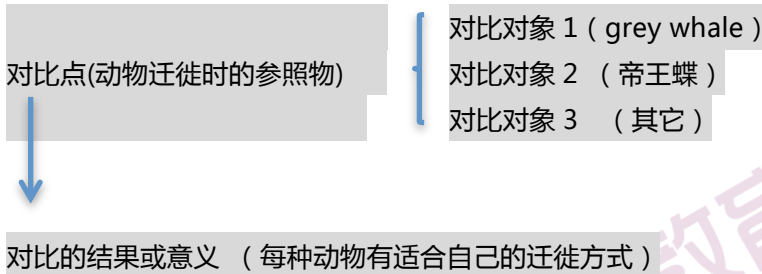 对比对象 1（grey whale）
对比点(动物迁徙时的参照物)
对比对象 2 （帝王蝶）
对比对象 3 （其它）
对比的结果或意义 （每种动物有适合自己的迁徙方式）
教育